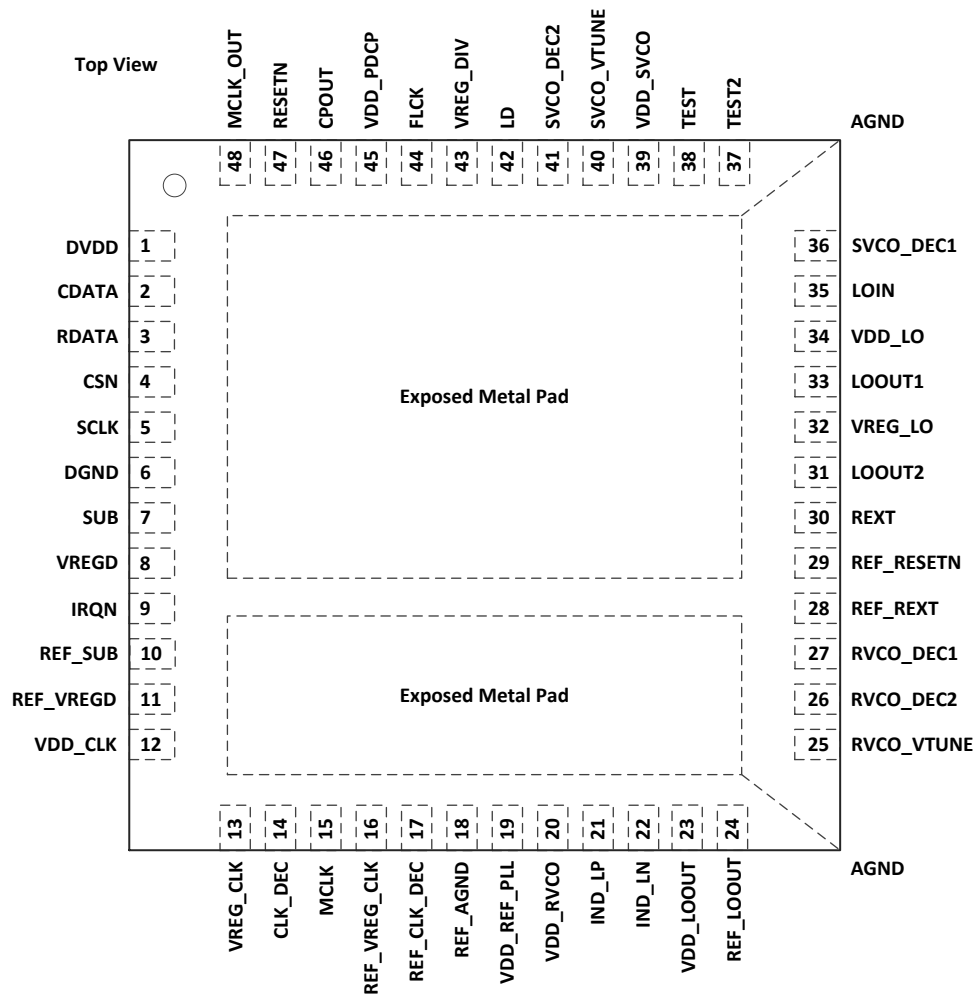 Top View
MCLK_OUT
RESETN
CPOUT
VDD_PDCP
FLCK
VREG_DIV
LD
SVCO_DEC2
SVCO_VTUNE
VDD_SVCO
TEST
TEST2
AGND
48
47
46
45
44
43
42
41
40
39
38
37
DVDD 1
CDATA 2
RDATA 3
CSN 4
SCLK 5
DGND 6
SUB 7
VREGD 8
IRQN 9
REF_SUB 10
REF_VREGD 11
VDD_CLK 12
Exposed Metal Pad
Exposed Metal Pad
36 SVCO_DEC1
35 LOIN
34 VDD_LO
33 LOOUT1
32 VREG_LO
31 LOOUT2
30 REXT
29 REF_RESETN
28 REF_REXT
27 RVCO_DEC1
26 RVCO_DEC2
25 RVCO_VTUNE
13
14
15
16
17
18
19
20
21
22
23
24
VREG_CLK
CLK_DEC
MCLK
REF_VREG_CLK
REF_CLK_DEC
REF_AGND
VDD_REF_PLL
VDD_RVCO
IND_LP
IND_LN
VDD_LOOUT
REF_LOOUT
AGND